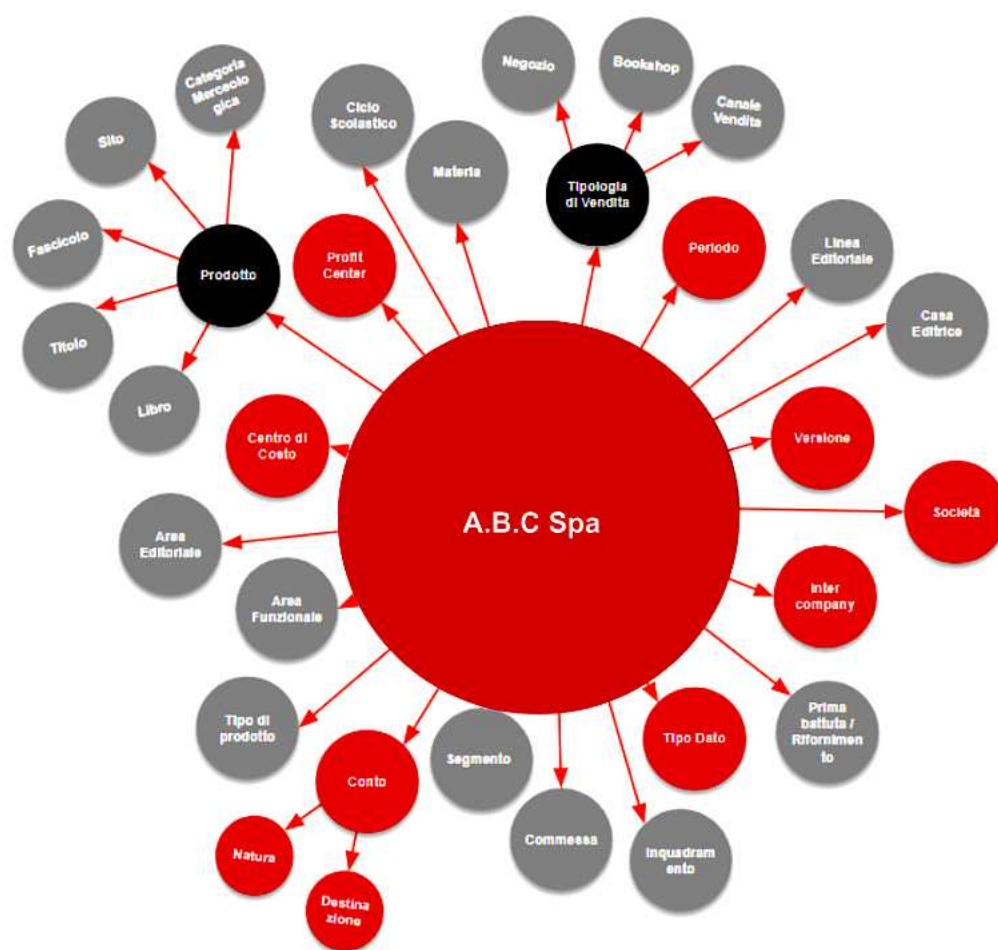 Categoria
Merceolo
gica
Sito
Fascicolo
Titolo
Libro
Prodotto
Ciclo
Scolastico
Materia
Profit
Center
Negozio
Bookshop
Canale
Vendita
Tipologia
di Vendita
Periodo
Linea
Editoriale
Casa
Editrice
Centro di
Costo
Versione
A.B.C Spa
Società
Area
Editoriale
Area
Funzionale
Inter
company
Tipo di
prodotto
Conto
Segmento
Tipo Dato
Prima
battuta /
Rifornime
nto
Natura
Destina
zione
Commessa
Inquadram
ento